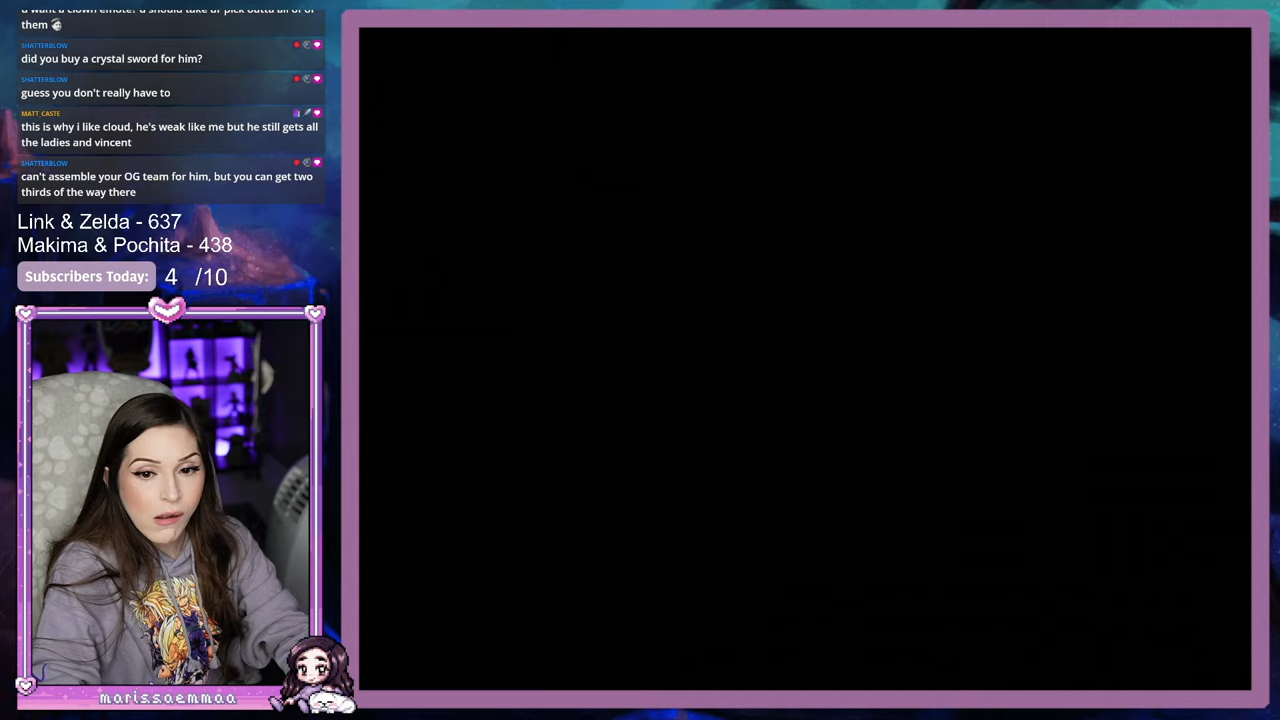 them
SHATTERBLOW
did you buy a crystal sword for him?
SHATTERBLOW
guess you don't really have to
MATT_CASTE
this is why i like cloud, he's weak like me but he still gets all
the ladies and vincent
SHATTERBLOW
can't assemble your OG team for him, but you can get two
thirds of the way there
Link & Zelda - 637
Makima & Pochita - 438
Subscribers Today: 4 /10
marissaemmaa